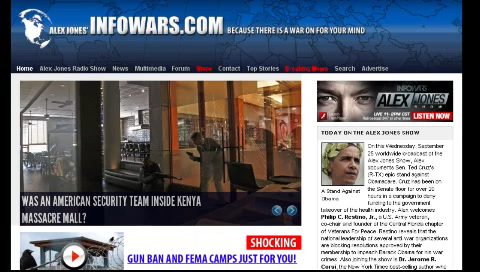 ALEX JONES' INFOWARS.COM BECAUSE THERE IS A WAR ON FOR YOUR MIND
Home Alex Jones Radio Show News Multimedia Forum Store Contact Top Stories Breaking News Search Advertise
INFOWARS
ALEX JONES
SHOW
LISTEN NOW
TODAY ON THE ALEX JONES SHOW
On this Wednesday, September
25 worldwide broadcast of the
Alex Jones Show, Alex
documents Sen. Ted Cruz's
(R-TX) epic stand against
Obamacare. Cruz has been on
the Senate floor for over 20
hours in a campaign to deny
funding to the government
A Stand Against
Obama
takeover of the health industry. Alan welcomes
Philip C. Restino, Jr., a U.S. Army veteran,
co-chair and founder of the Central Florida chapter
of Veterans For Peace. Restino reveals that the
national leadership of several anti-war organizations
are blocking resolutions approved by their
membership to impeach Barack Obama for his war
crimes. Also joining the show is Dr. Jerome R.
Corsi, the New York Times best-selling author who
WAS AN AMERICAN SECURITY TEAM INSIDE KENYA
MASSACRE MALL?
SHOCKING
GUN BAN AND FEMA CAMPS JUST FOR YOU!